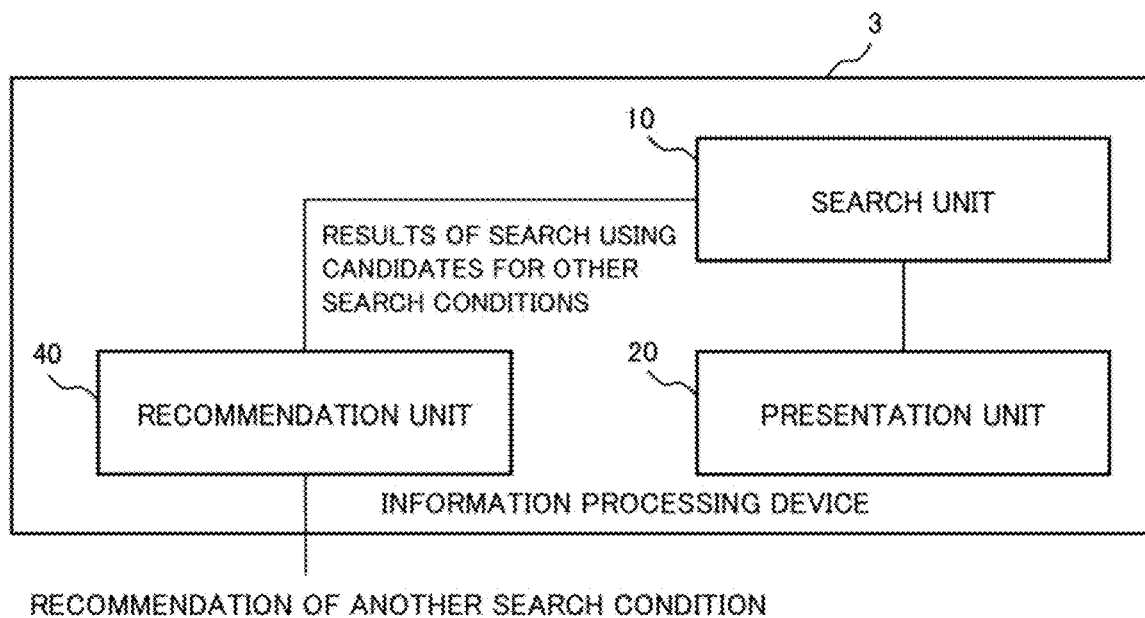 3
10
SEARCH UNIT
RESULTS OF SEARCH USING
CANDIDATES FOR OTHER
SEARCH CONDITIONS
40
RECOMMENDATION UNIT
20
PRESENTATION UNIT
INFORMATION PROCESSING DEVICE
RECOMMENDATION OF ANOTHER SEARCH CONDITION